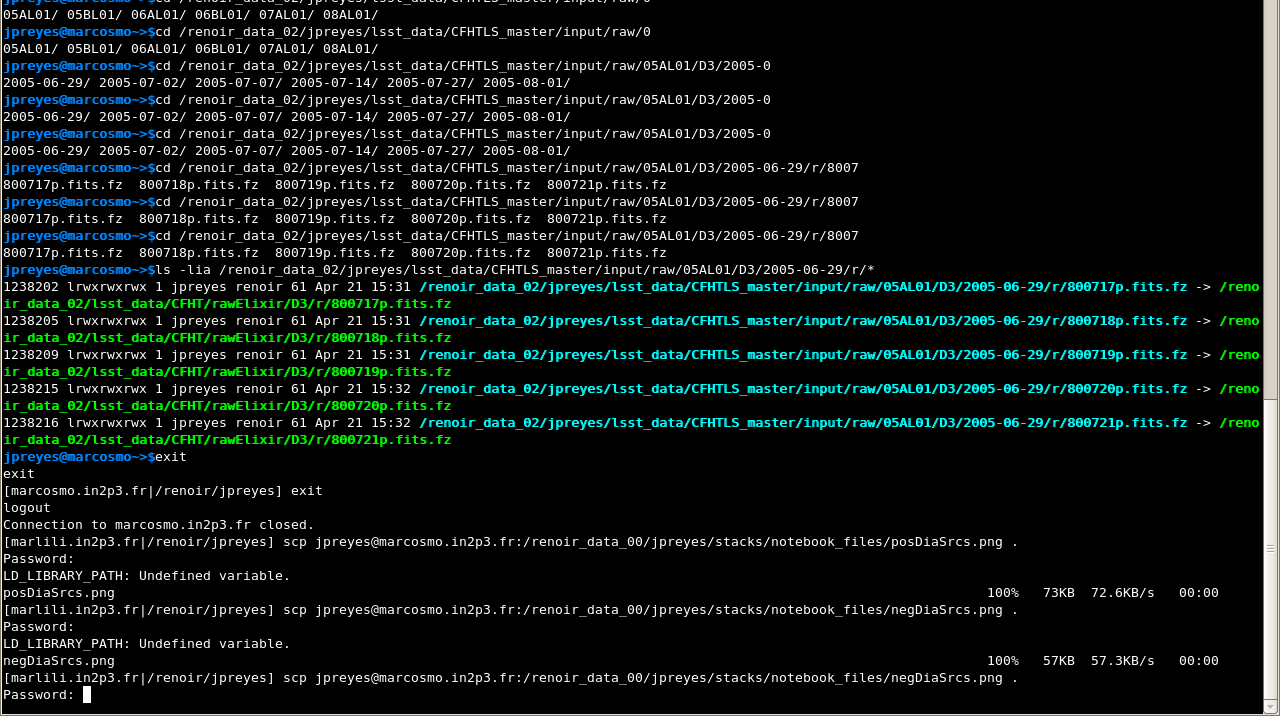 jpreyes@marcosmo~>$cd /renoir_data_02/jpreyes/lsst_data/CFHTLS_master/input/raw/0
05AL01/ 05BL01/ 06AL01/ 06BL01/ 07AL01/ 08AL01/
jpreyes@marcosmo~>$cd /renoir_data_02/jpreyes/lsst_data/CFHTLS_master/input/raw/0
05AL01/ 05BL01/ 06AL01/ 06BL01/ 07AL01/ 08AL01/
jpreyes@marcosmo~>$cd /renoir_data_02/jpreyes/lsst_data/CFHTLS_master/input/raw/05AL01/D3/2005-0
2005-06-29/ 2005-07-02/ 2005-07-07/ 2005-07-14/ 2005-07-27/ 2005-08-01/
jpreyes@marcosmo~>$cd /renoir_data_02/jpreyes/lsst_data/CFHTLS_master/input/raw/05AL01/D3/2005-0
2005-06-29/ 2005-07-02/ 2005-07-07/ 2005-07-14/ 2005-07-27/ 2005-08-01/
jpreyes@marcosmo~>$cd /renoir_data_02/jpreyes/lsst_data/CFHTLS_master/input/raw/05AL01/D3/2005-0
2005-06-29/ 2005-07-02/ 2005-07-07/ 2005-07-14/ 2005-07-27/ 2005-08-01/
jpreyes@marcosmo~>$cd /renoir_data_02/jpreyes/lsst_data/CFHTLS_master/input/raw/05AL01/D3/2005-06-29/r/8007
800717p.fits.fz  800718p.fits.fz  800719p.fits.fz  800720p.fits.fz  800721p.fits.fz
jpreyes@marcosmo~>$cd /renoir_data_02/jpreyes/lsst_data/CFHTLS_master/input/raw/05AL01/D3/2005-06-29/r/8007
800717p.fits.fz  800718p.fits.fz  800719p.fits.fz  800720p.fits.fz  800721p.fits.fz
jpreyes@marcosmo~>$cd /renoir_data_02/jpreyes/lsst_data/CFHTLS_master/input/raw/05AL01/D3/2005-06-29/r/8007
800717p.fits.fz  800718p.fits.fz  800719p.fits.fz  800720p.fits.fz  800721p.fits.fz
jpreyes@marcosmo~>$ls -lia /renoir_data_02/jpreyes/lsst_data/CFHTLS_master/input/raw/05AL01/D3/2005-06-29/r/*
1238202 lrwxrwxrwx 1 jpreyes renoir 61 Apr 21 15:31 /renoir_data_02/jpreyes/lsst_data/CFHTLS_master/input/raw/05AL01/D3/2005-06-29/r/800717p.fits.fz -> /reno
ir_data_02/lsst_data/CFHT/rawElixir/D3/r/800717p.fits.fz
1238205 lrwxrwxrwx 1 jpreyes renoir 61 Apr 21 15:31 /renoir_data_02/jpreyes/lsst_data/CFHTLS_master/input/raw/05AL01/D3/2005-06-29/r/800718p.fits.fz -> /reno
ir_data_02/lsst_data/CFHT/rawElixir/D3/r/800718p.fits.fz
1238209 lrwxrwxrwx 1 jpreyes renoir 61 Apr 21 15:31 /renoir_data_02/jpreyes/lsst_data/CFHTLS_master/input/raw/05AL01/D3/2005-06-29/r/800719p.fits.fz -> /reno
ir_data_02/lsst_data/CFHT/rawElixir/D3/r/800719p.fits.fz
1238215 lrwxrwxrwx 1 jpreyes renoir 61 Apr 21 15:32 /renoir_data_02/jpreyes/lsst_data/CFHTLS_master/input/raw/05AL01/D3/2005-06-29/r/800720p.fits.fz -> /reno
ir_data_02/lsst_data/CFHT/rawElixir/D3/r/800720p.fits.fz
1238216 lrwxrwxrwx 1 jpreyes renoir 61 Apr 21 15:32 /renoir_data_02/jpreyes/lsst_data/CFHTLS_master/input/raw/05AL01/D3/2005-06-29/r/800721p.fits.fz -> /reno
ir_data_02/lsst_data/CFHT/rawElixir/D3/r/800721p.fits.fz
jpreyes@marcosmo~>$exit
exit
[marcosmo.in2p3.fr|/renoir/jpreyes] exit
logout
Connection to marcosmo.in2p3.fr closed.
[marlili.in2p3.fr|/renoir/jpreyes] scp jpreyes@marcosmo.in2p3.fr:/renoir_data_00/jpreyes/stacks/notebook_files/posDiaSrcs.png .
Password:
LD_LIBRARY_PATH: Undefined variable.
posDiaSrcs.png 100% 73KB 72.6KB/s 00:00
[marlili.in2p3.fr|/renoir/jpreyes] scp jpreyes@marcosmo.in2p3.fr:/renoir_data_00/jpreyes/stacks/notebook_files/negDiaSrcs.png .
Password:
LD_LIBRARY_PATH: Undefined variable.
negDiaSrcs.png 100% 57KB 57.3KB/s 00:00
[marlili.in2p3.fr|/renoir/jpreyes] scp jpreyes@marcosmo.in2p3.fr:/renoir_data_00/jpreyes/stacks/notebook_files/negDiaSrcs.png .
Password: